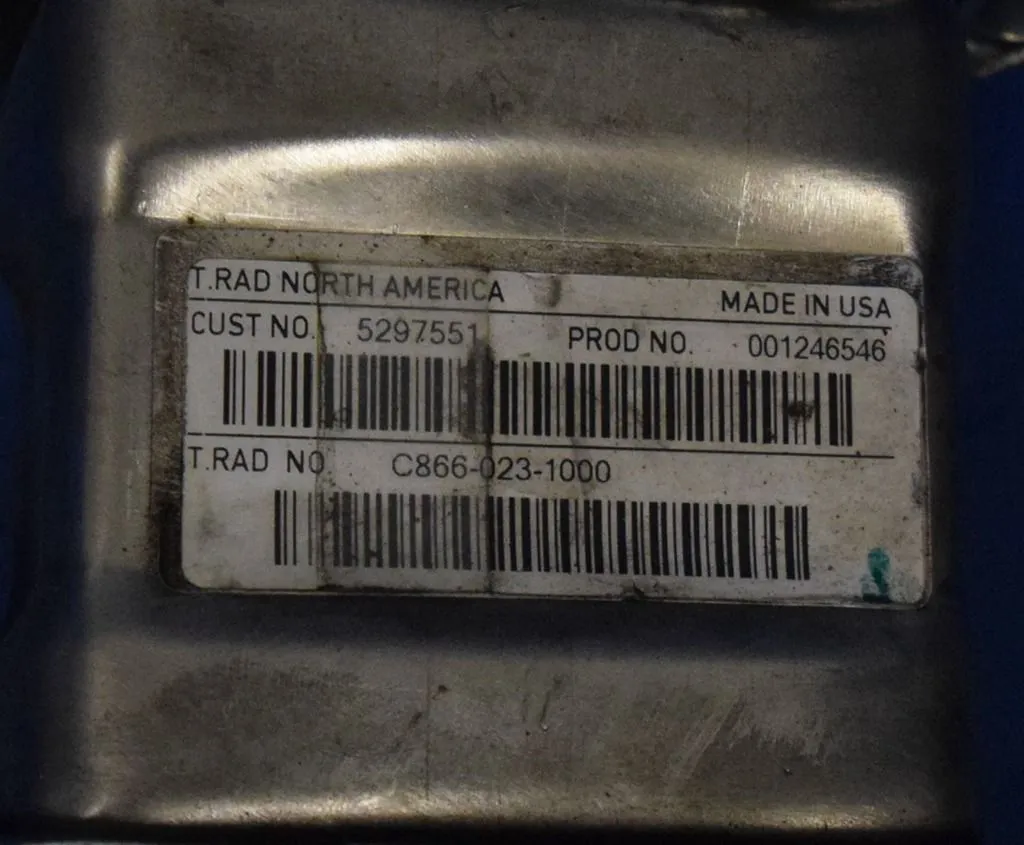 T.RAD NORTH AMERICA MADE IN USA
CUST NO. 5297551 PROD NO. 001246546
T.RAD NO. C866-023-1000